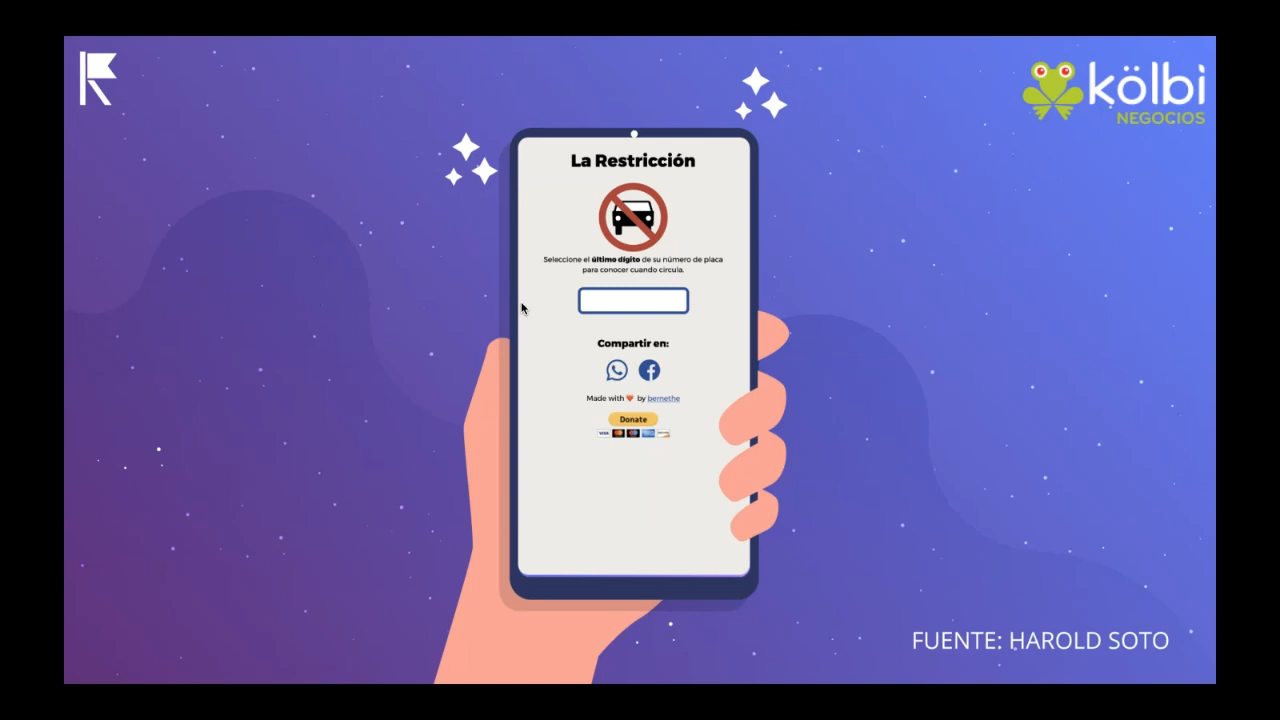 kölbi
NEGOCIOS
La Restricción
Seleccione el último dígito de su número de placa
para conocer cuando circula.
Compartir en:
Made with ❤ by bernethe
Donate
VISA
FUENTE: HAROLD SOTO